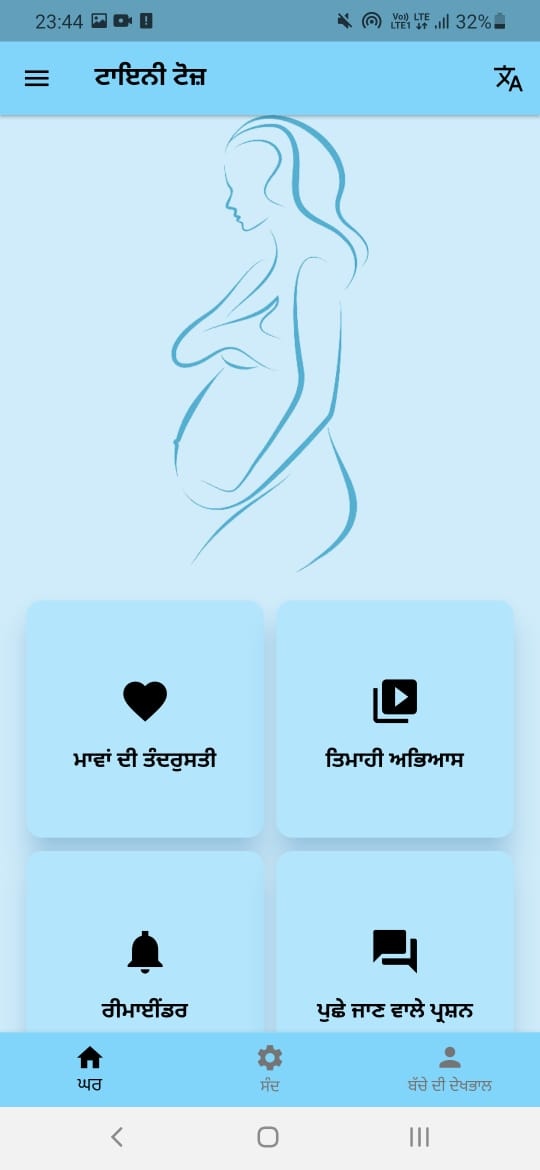 23:44 Vo)) LTE LTE1 32%
ਟਾਇਨੀ ਟੋਜ਼
ਮਾਵਾਂ ਦੀ ਤੰਦਰੁਸਤੀ
ਤਿਮਾਹੀ ਅਭਿਆਸ
ਰੀਮਾਈਂਡਰ
ਪੁਛੇ ਜਾਣ ਵਾਲੇ ਪ੍ਰਸ਼ਨ
ਘਰ
ਸੰਦ
ਬੱਚੇ ਦੀ ਦੇਖਭਾਲ